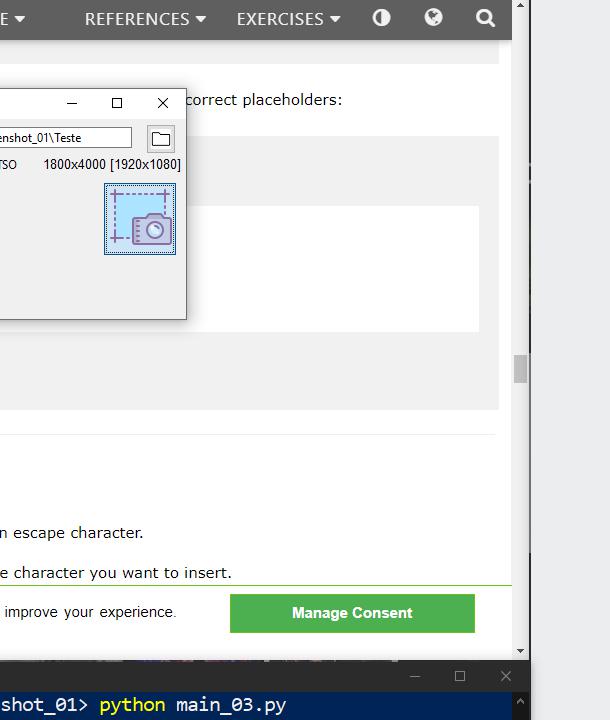 E REFERENCES EXERCISES
correct placeholders:
enshot_01\Teste
TSO 1800x4000 [1920x1080]
n escape character.
e character you want to insert.
improve your experience.
Manage Consent
shot_01> python main_03.py